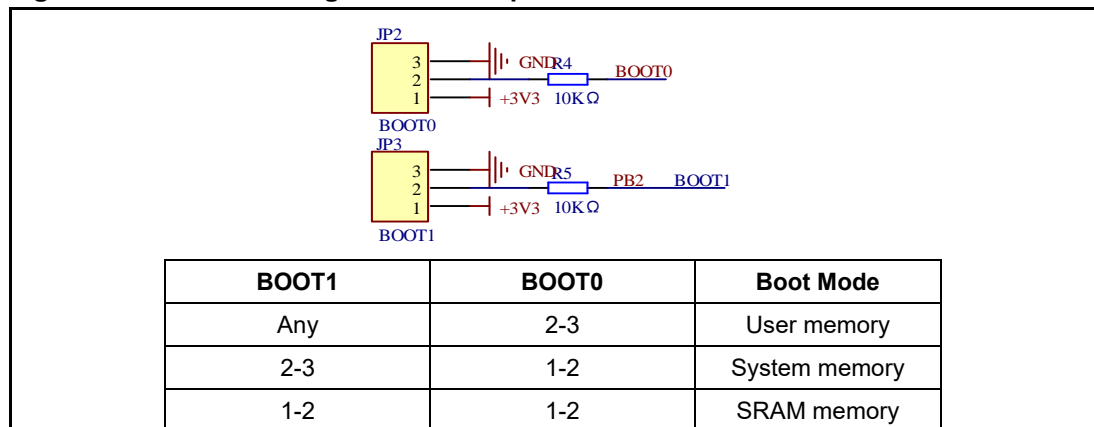 JP2
3 GND R4 BOOT0
2
1 +3V3 10KΩ
BOOT0
JP3
3 GND R5 PB2 BOOT1
2
1 +3V3 10KΩ
BOOT1
BOOT1 BOOT0 Boot Mode
Any 2-3 User memory
2-3 1-2 System memory
1-2 1-2 SRAM memory